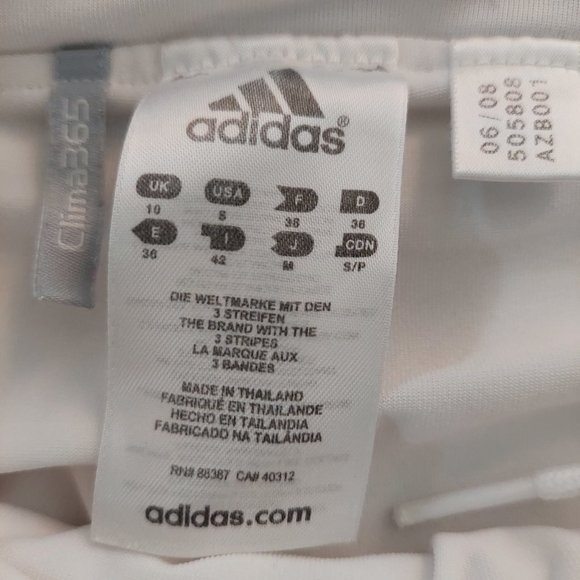 Clima365
adidas®
UK USA F D
10 S 38 36
E I J CDN
36 42 M S/P
DIE WELTMARKE MIT DEN
3 STREIFEN
THE BRAND WITH THE
3 STRIPES
LA MARQUE AUX
3 BANDES
MADE IN THAILAND
FABRIQUÉ EN THAILANDE
HECHO EN TAILANDIA
FABRICADO NA TAILÂNDIA
RN# 88387 CA# 40312
adidas.com
06/08
505808
AZB001